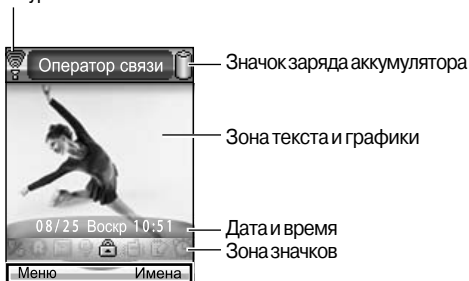 Оператор связи
Значок заряда аккумулятора
Зона текста и графики
08/25 Воскр 10:51
Дата и время
Зона значков
Меню
Имена